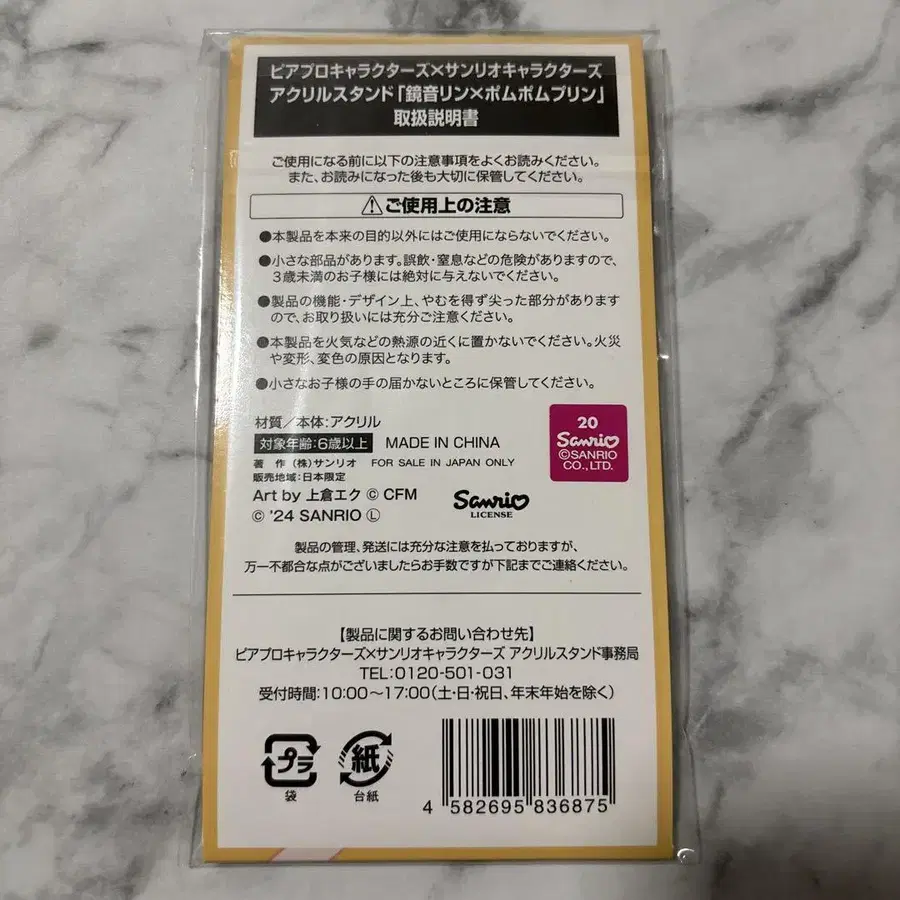 ピアプロキャラクターズ×サンリオキャラクターズ
アクリルスタンド「鏡音リン×ポムポムプリン」
取扱説明書
ご使用になる前に以下の注意事項をよくお読みください。
また、お読みになった後も大切に保管してください。
⚠ご使用上の注意
●本製品を本来の目的以外にはご使用にならないでください。
●小さな部品があります。誤飲・窒息などの危険がありますので、
3歳未満のお子様には絶対に与えないでください。
●製品の機能・デザイン上、やむを得ず尖った部分があります
ので、お取り扱いには充分ご注意ください。
●本製品を火気などの熱源の近くに置かないでください。火災
や変形、変色の原因となります。
●小さなお子様の手の届かないところに保管してください。
材質／本体：アクリル
対象年齢：6歳以上 MADE IN CHINA
著 作（株）サンリオ FOR SALE IN JAPAN ONLY
販売地域：日本限定
Art by 上倉エク © CFM
© '24 SANRIO Ⓛ
Sanrio
LICENSE
20
Sanrio
©SANRIO
CO., LTD.
製品の管理、発送には充分な注意を払っておりますが、
万一不都合な点がございましたらお手数ですが下記までご連絡ください。
【製品に関するお問い合わせ先】
ピアプロキャラクターズ×サンリオキャラクターズ アクリルスタンド事務局
TEL：0120-501-031
受付時間：10：00～17：00（土・日・祝日、年末年始を除く）
プラ
袋
紙
台紙
4 582695 836875